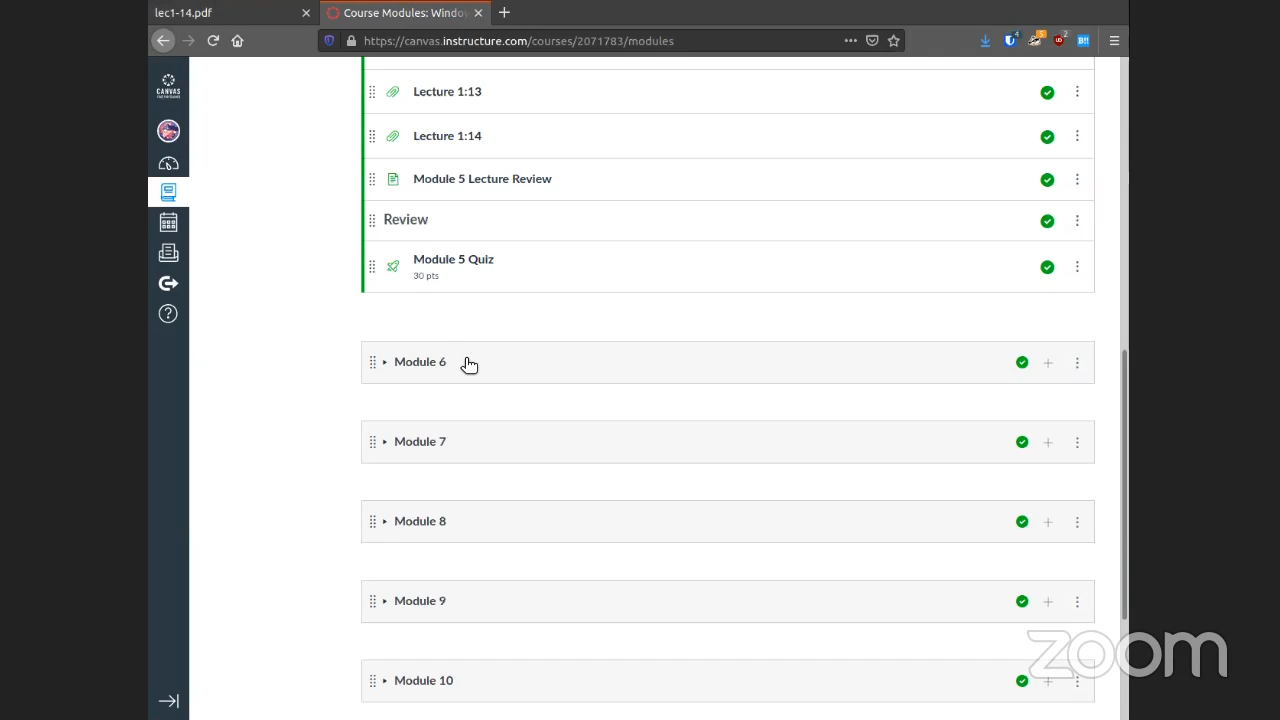 lec1-14.pdf
Course Modules: Windo
https://canvas.instructure.com/courses/2071783/modules
CANVAS
Lecture 1:13
Lecture 1:14
Module 5 Lecture Review
Review
Module 5 Quiz
30 pts
Module 6
Module 7
Module 8
Module 9
Module 10
zoom